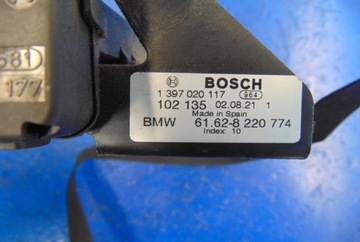 581
177
BOSCH
1 397 020 117 964
102 135 02.08.21 1
Made in Spain
BMW 61.62-8 220 774
Index: 10